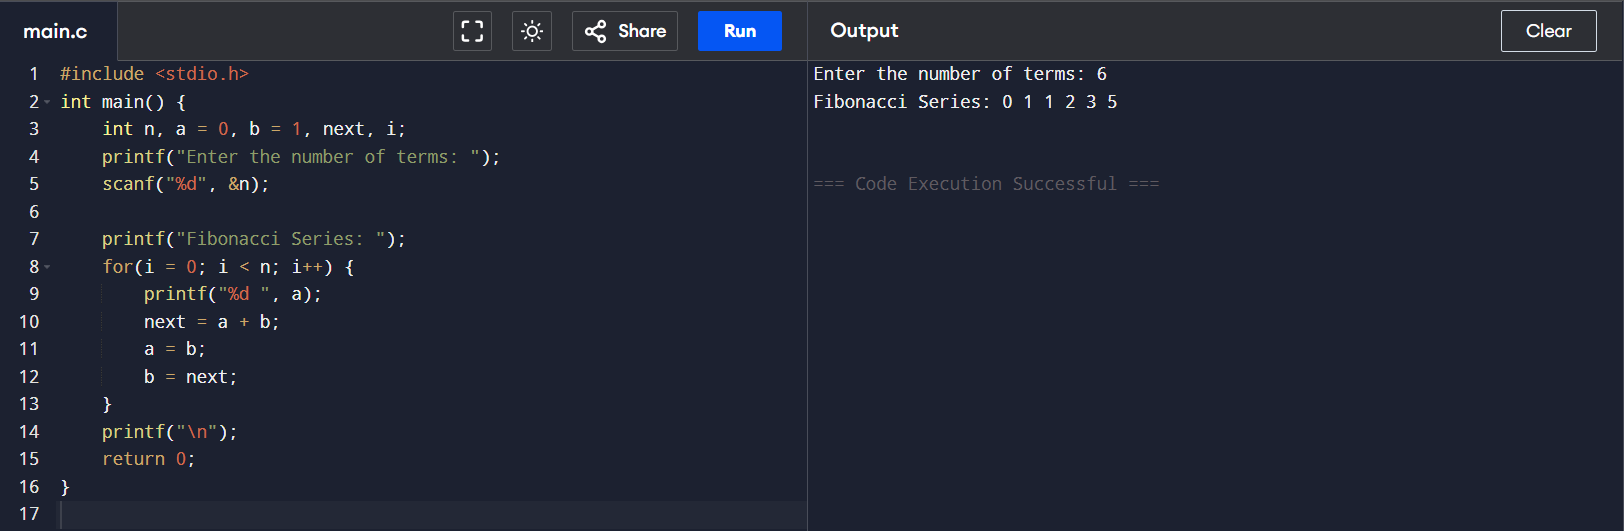 main.c
Share
Run
Output
Clear
1 #include <stdio.h>
2 int main() {
3     int n, a = 0, b = 1, next, i;
4     printf("Enter the number of terms: ");
5     scanf("%d", &n);
6
7     printf("Fibonacci Series: ");
8     for(i = 0; i < n; i++) {
9         printf("%d ", a);
10         next = a + b;
11         a = b;
12         b = next;
13     }
14     printf("\n");
15     return 0;
16 }
17
Enter the number of terms: 6
Fibonacci Series: 0 1 1 2 3 5
=== Code Execution Successful ===